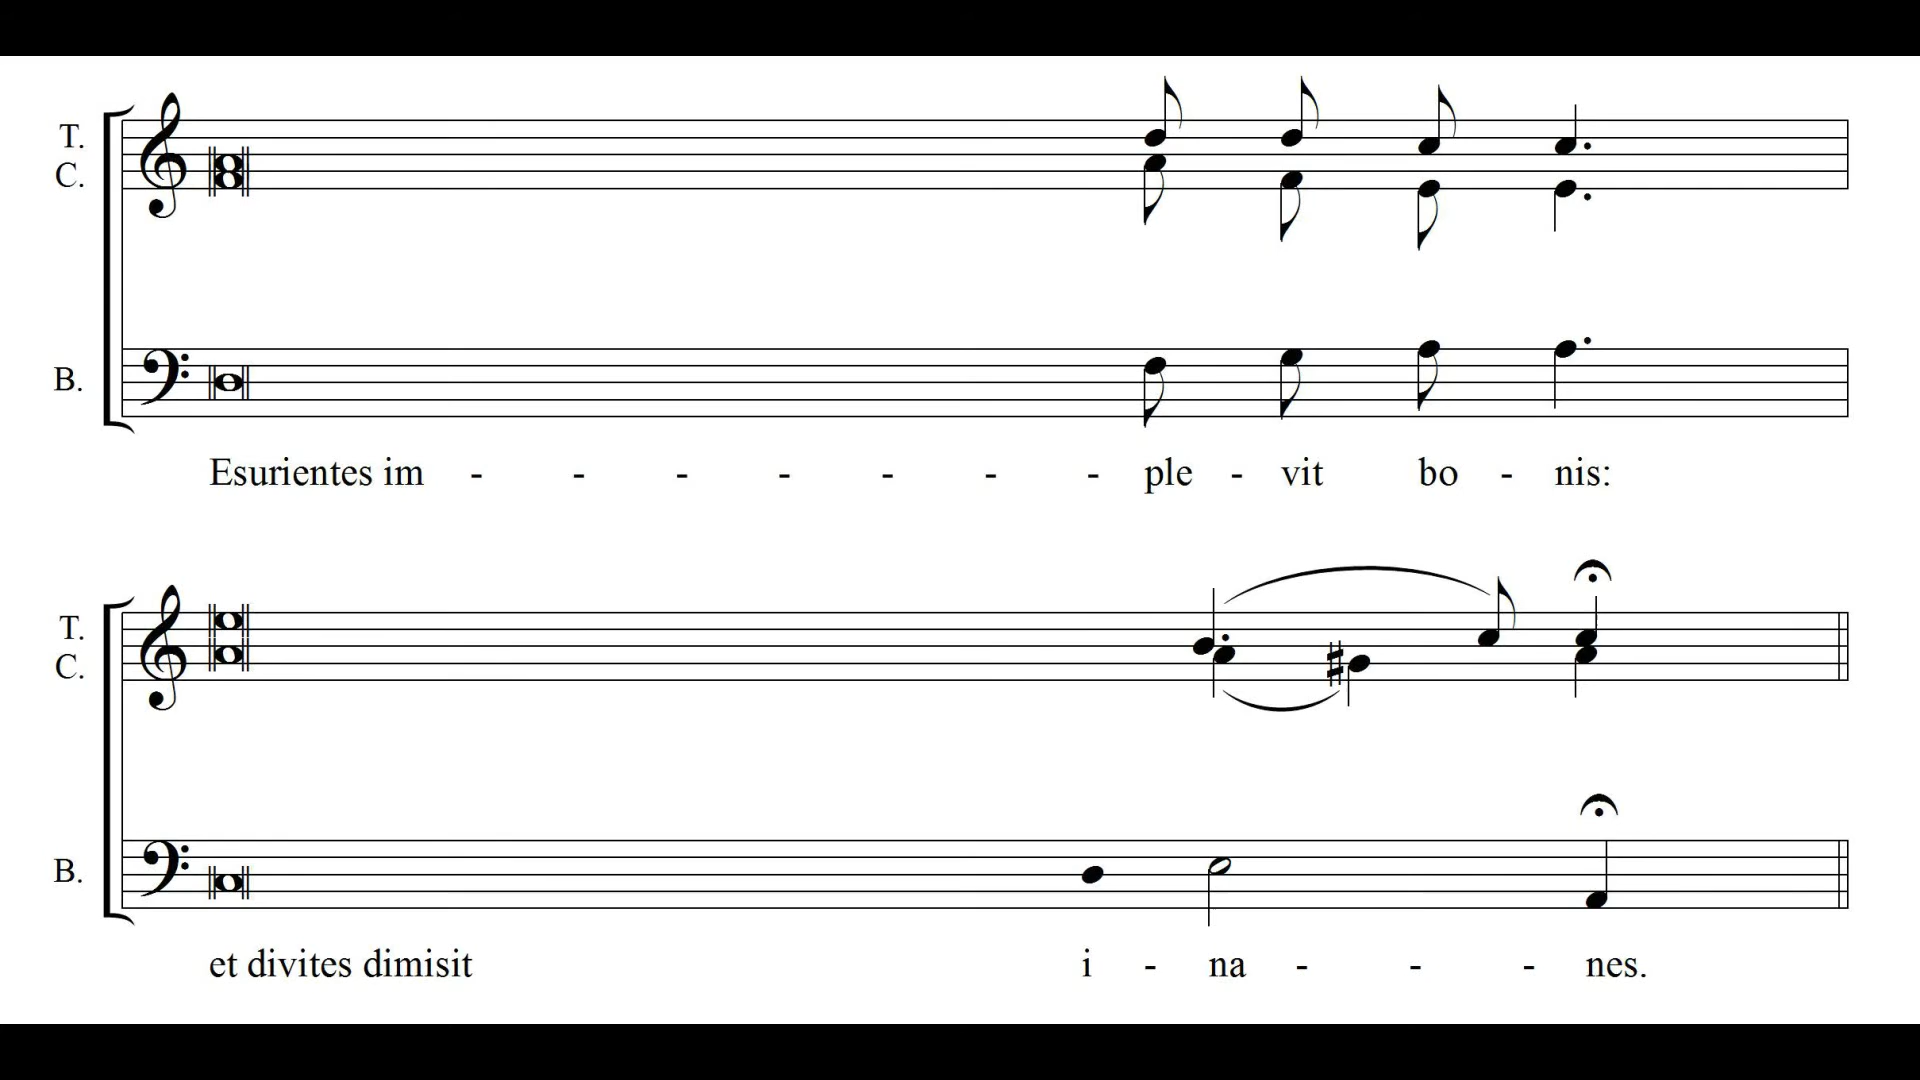 T.
C.
B.
Esurientes im - - - - - - - ple - vit bo - nis:
T.
C.
B.
et divites dimisit i - na - - - nes.